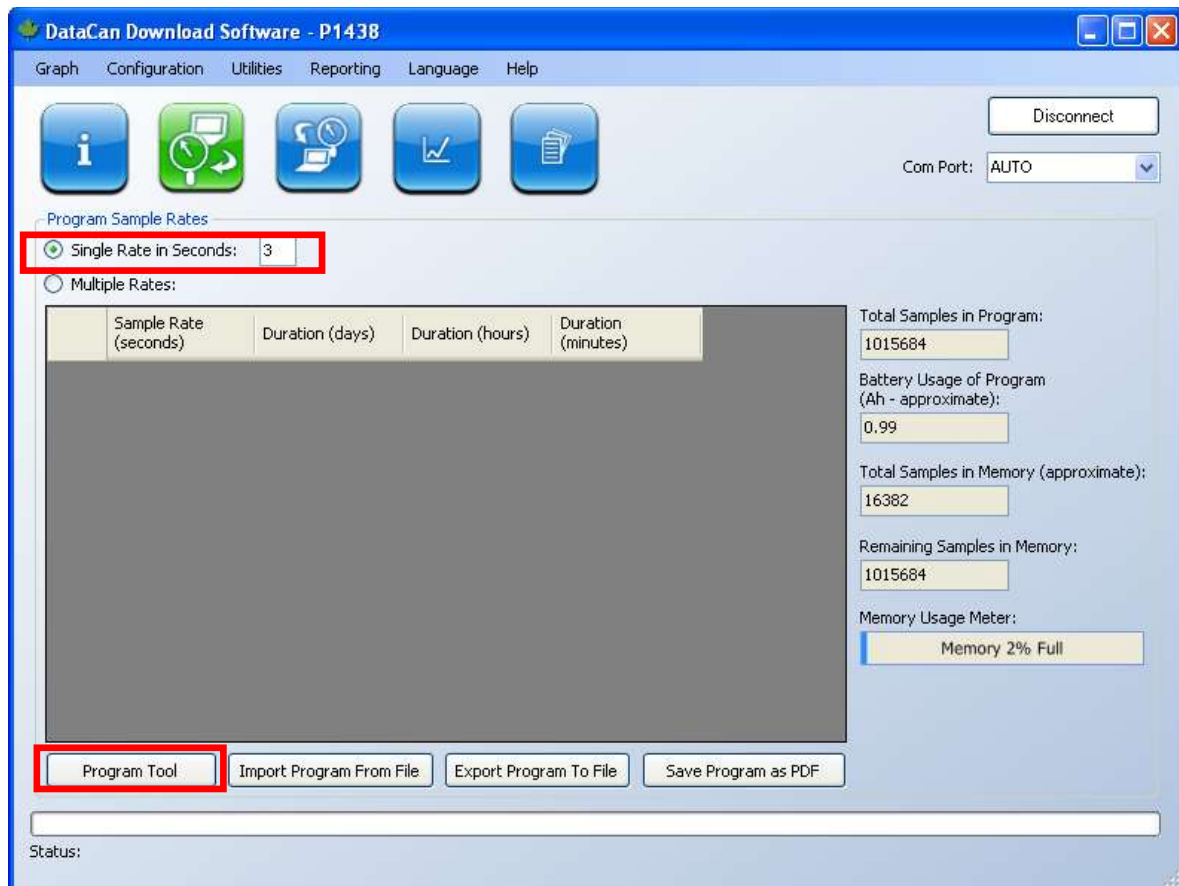 DataCan Download Software - P1438
Graph Configuration Utilities Reporting Language Help
i
Disconnect
Com Port: AUTO
Program Sample Rates
Single Rate in Seconds: 3
Multiple Rates:
Sample Rate
(seconds)
Duration (days)
Duration (hours)
Duration
(minutes)
Total Samples in Program:
1015684
Battery Usage of Program
(Ah - approximate):
0.99
Total Samples in Memory (approximate):
16382
Remaining Samples in Memory:
1015684
Memory Usage Meter:
Memory 2% Full
Program Tool
Import Program From File
Export Program To File
Save Program as PDF
Status: